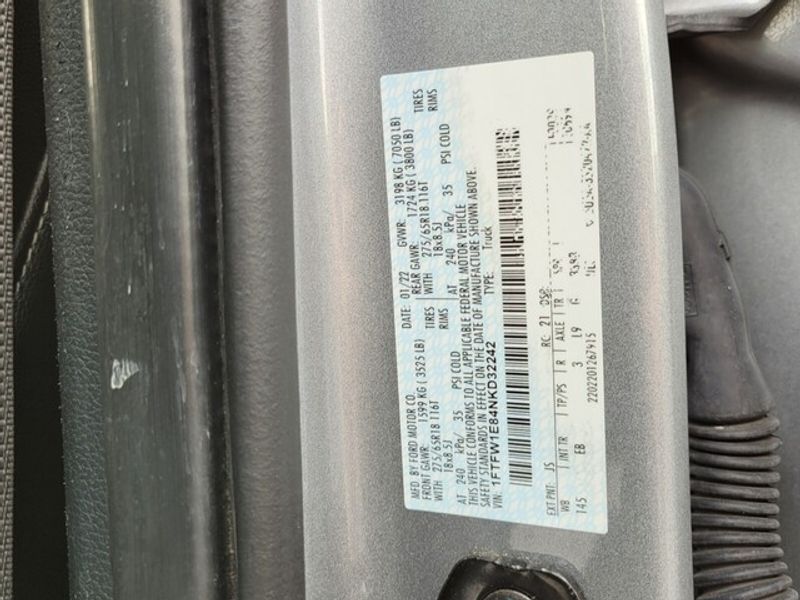 MFD. BY FORD MOTOR CO. DATE: 01/22 GVWR: 3198 KG (7050 LB)
FRONT GAWR: 1599 KG (3525 LB) REAR GAWR: 1724 KG (3800 LB)
WITH 275/65R18 116T TIRES WITH 275/65R18 116T TIRES
18x8.5J RIMS 18x8.5J RIMS
AT 240 kPa/ 35 PSI COLD AT 240 kPa/ 35 PSI COLD
THIS VEHICLE CONFORMS TO ALL APPLICABLE FEDERAL MOTOR VEHICLE
SAFETY STANDARDS IN EFFECT ON THE DATE OF MANUFACTURE SHOWN ABOVE.
VIN: 1FTFW1E84NKD32242 TYPE: Truck
EXT PNT: JS RC: 21 DSO:
WB INT TR TP/PS R AXLE TR
145 EB 3 L9 6
2202201267915